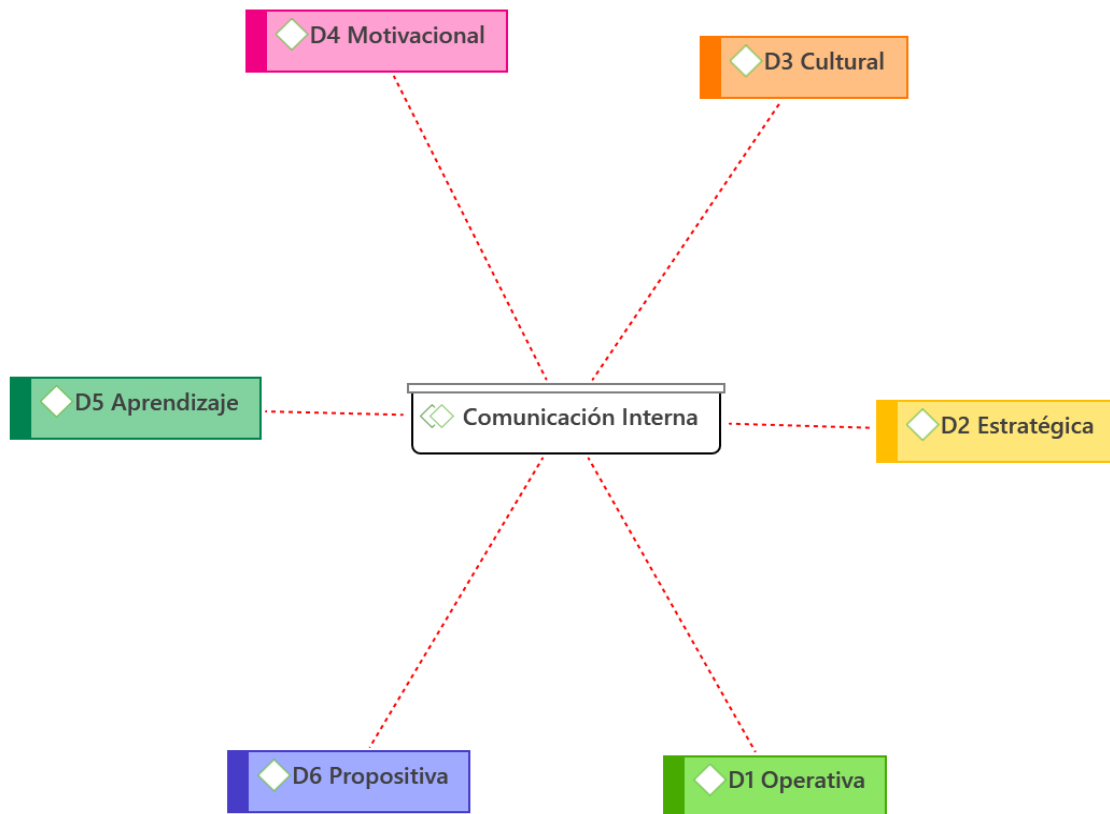 D4 Motivacional
D3 Cultural
D5 Aprendizaje
Comunicación Interna
D2 Estratégica
D6 Propositiva
D1 Operativa